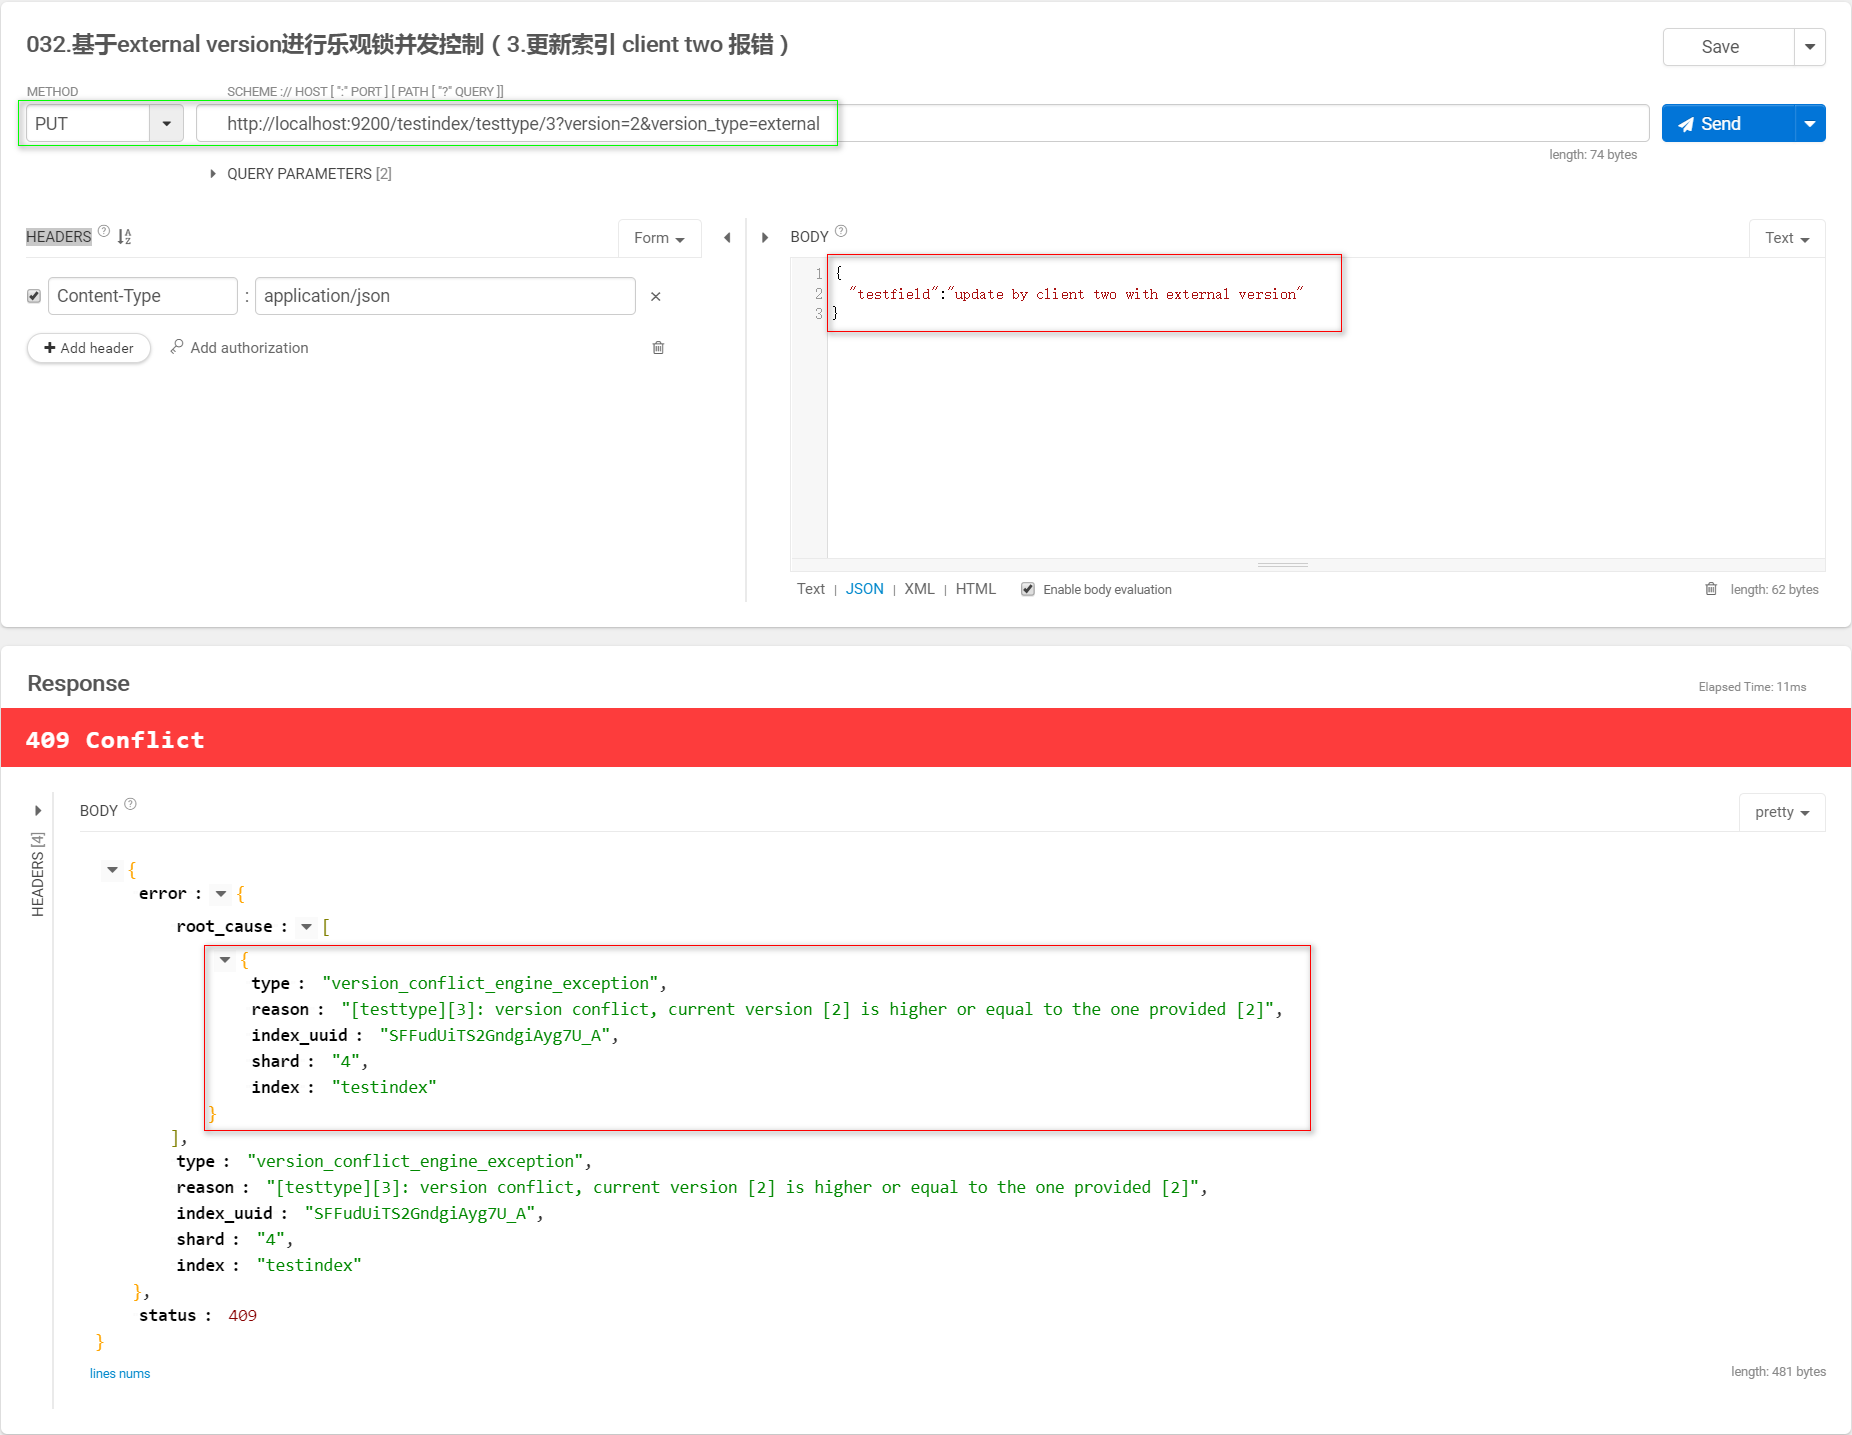 032.基于external version进行乐观锁并发控制（3.更新索引 client two 报错）
Save
METHOD
SCHEME :// HOST [ ":" PORT ] [ PATH [ "?" QUERY ]]
PUT
http://localhost:9200/testindex/testtype/3?version=2&version_type=external
Send
length: 74 bytes
QUERY PARAMETERS [2]
HEADERS ?
Form
BODY ?
Text
Content-Type : application/json
Add header
Add authorization
1 {
2 "testfield":"update by client two with external version"
3 }
Text | JSON | XML | HTML
Enable body evaluation
length: 62 bytes
Response
Elapsed Time: 11ms
409 Conflict
HEADERS [4]
BODY ?
pretty
{
error : {
root_cause : [
{
type : "version_conflict_engine_exception",
reason : "[testtype][3]: version conflict, current version [2] is higher or equal to the one provided [2]",
index_uuid : "SFFudUiTS2GndgiAyg7U_A",
shard : "4",
index : "testindex"
}
],
type : "version_conflict_engine_exception",
reason : "[testtype][3]: version conflict, current version [2] is higher or equal to the one provided [2]",
index_uuid : "SFFudUiTS2GndgiAyg7U_A",
shard : "4",
index : "testindex"
},
status : 409
}
lines nums
length: 481 bytes